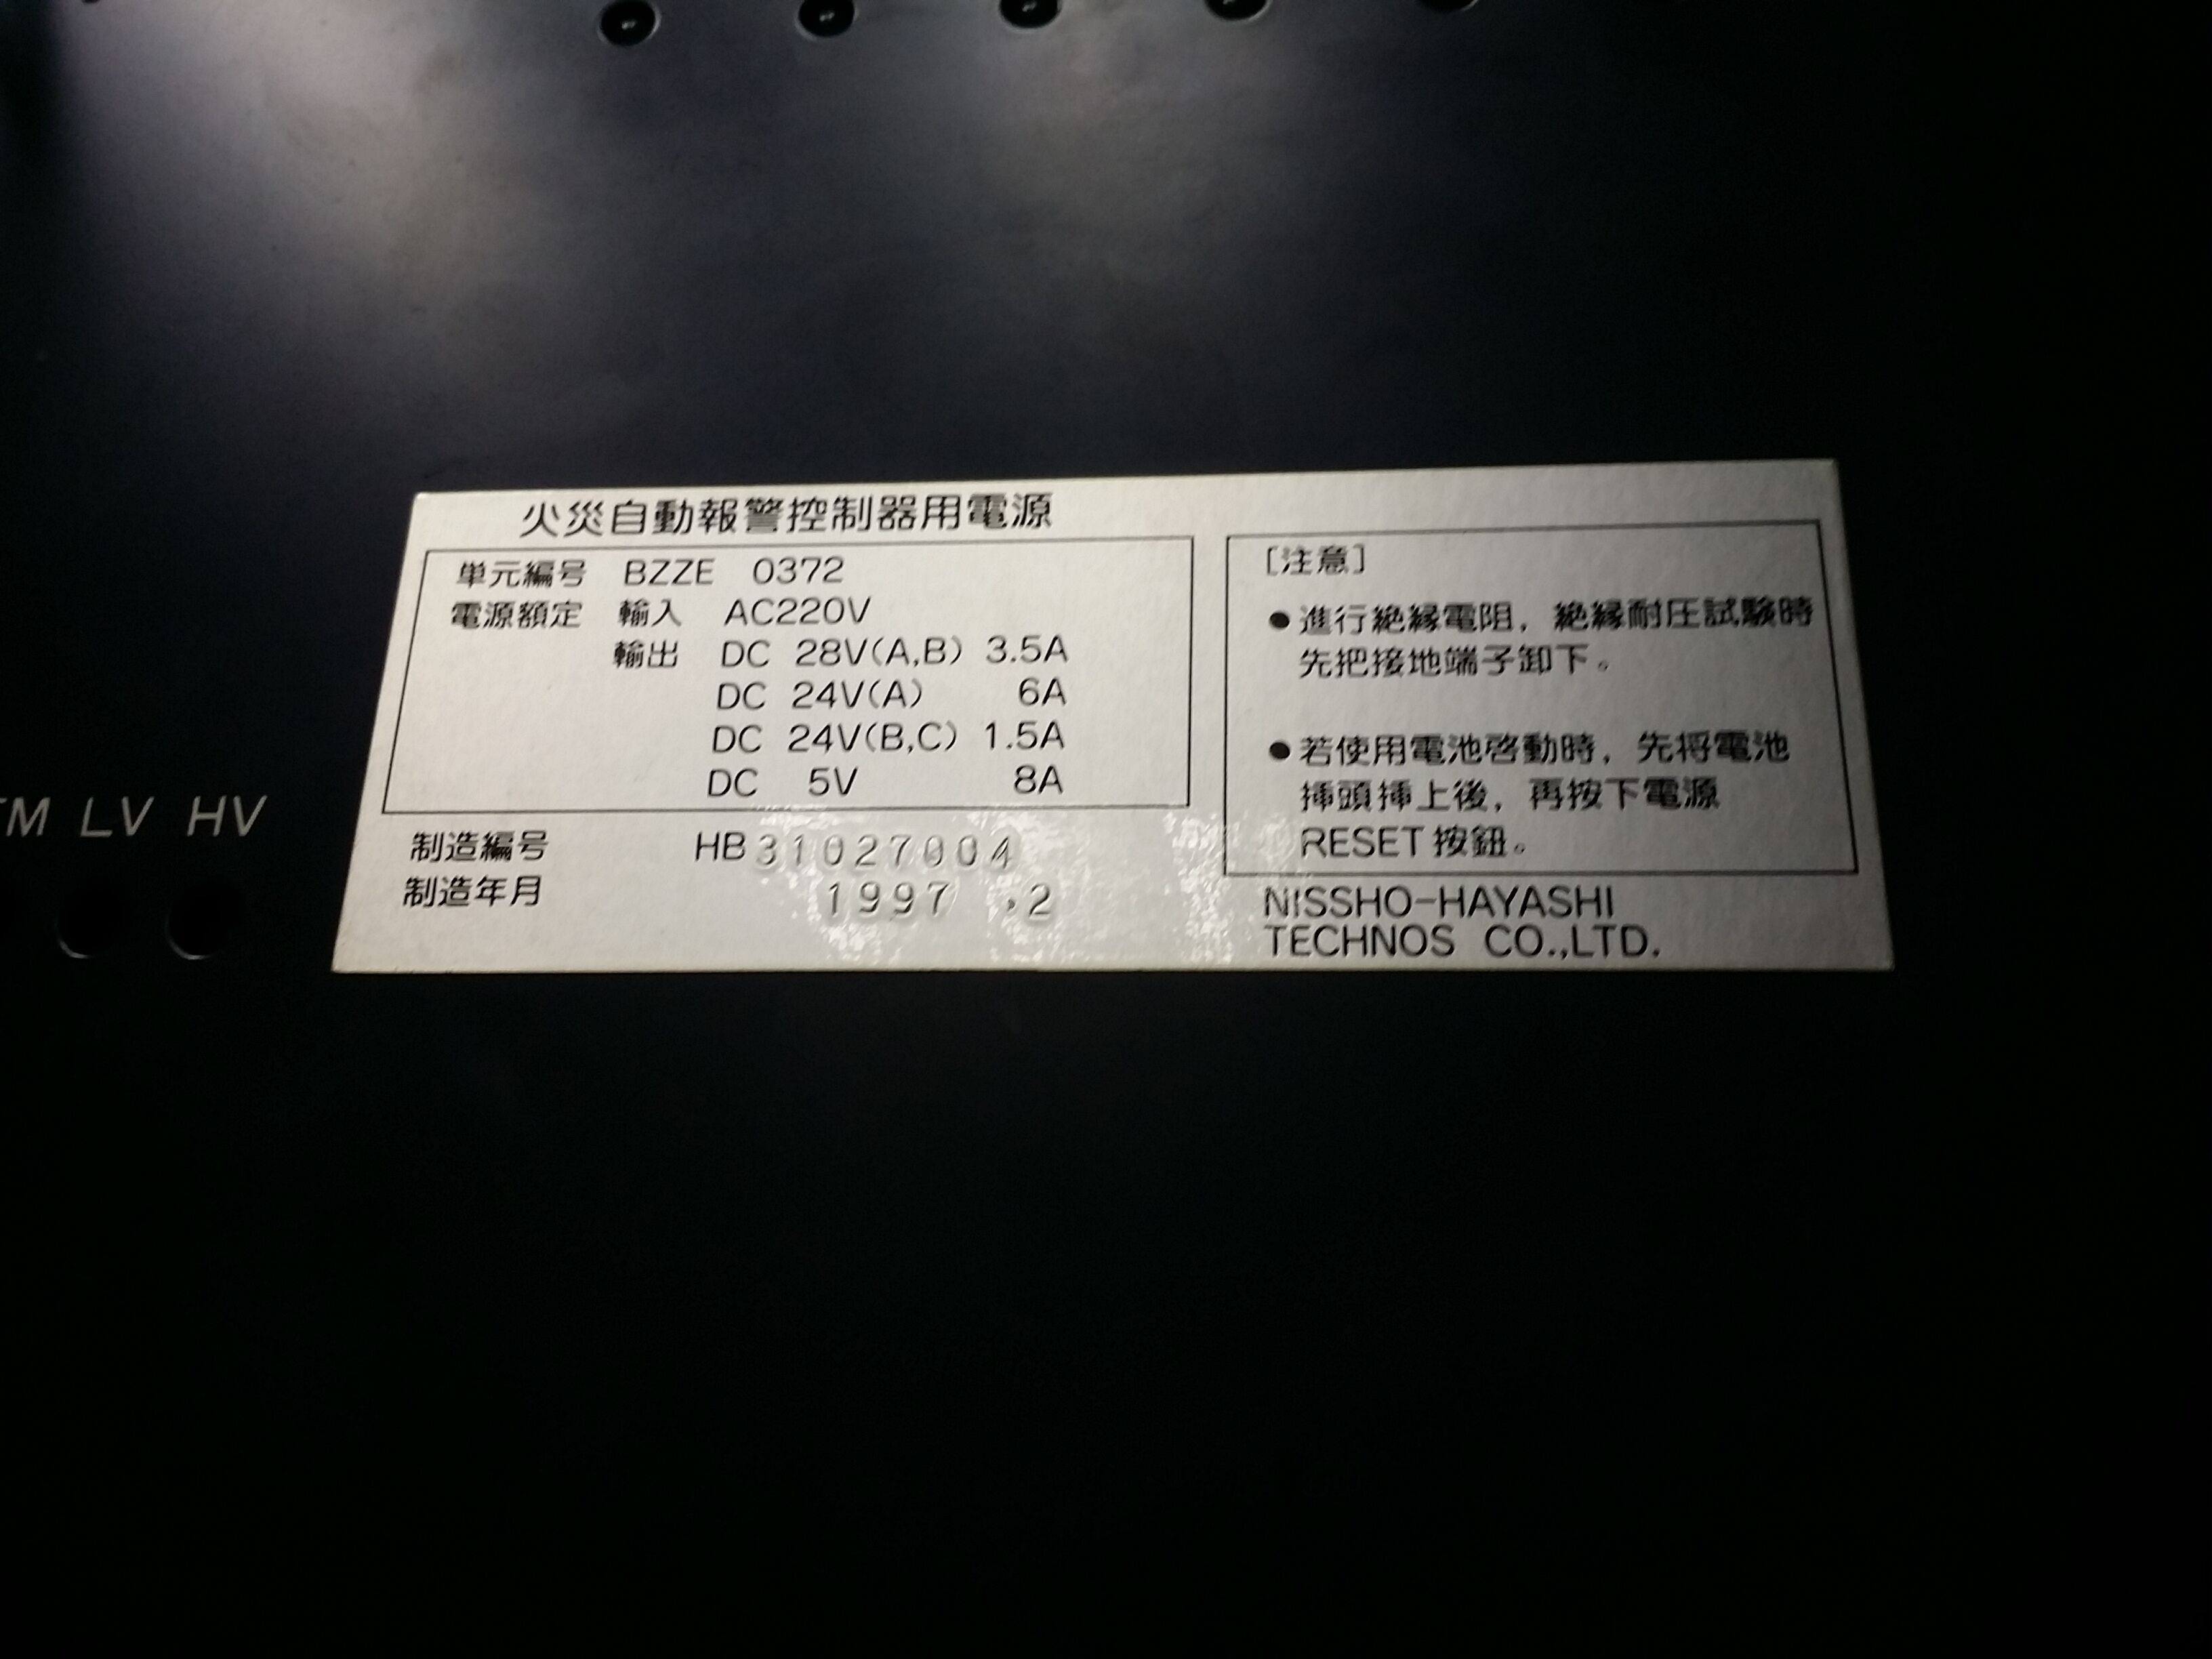 火災自動報警控制器用電源
単元編号 BZZE 0372
電源額定 輸入 AC220V
輸出 DC 28V(A,B) 3.5A
DC 24V(A) 6A
DC 24V(B,C) 1.5A
DC 5V 8A
制造編号 HB31027004
制造年月 1997 .2
[注意]
●進行絶縁電阻，絶縁耐圧試験時
先把接地端子卸下。
●若使用電池啓動時，先将電池
挿頭挿上後，再按下電源
RESET按鈕。
NISSHO-HAYASHI
TECHNOS CO.,LTD.
TM LV HV